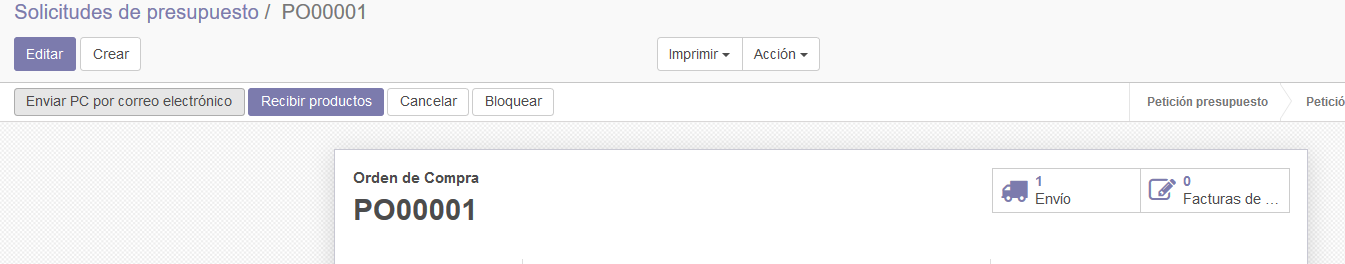 Solicitudes de presupuesto / PO00001
Editar Crear Imprimir Acción
Enviar PC por correo electrónico Recibir productos Cancelar Bloquear Petición presupuesto Petició
Orden de Compra
PO00001
1 Envío
0 Facturas de ...